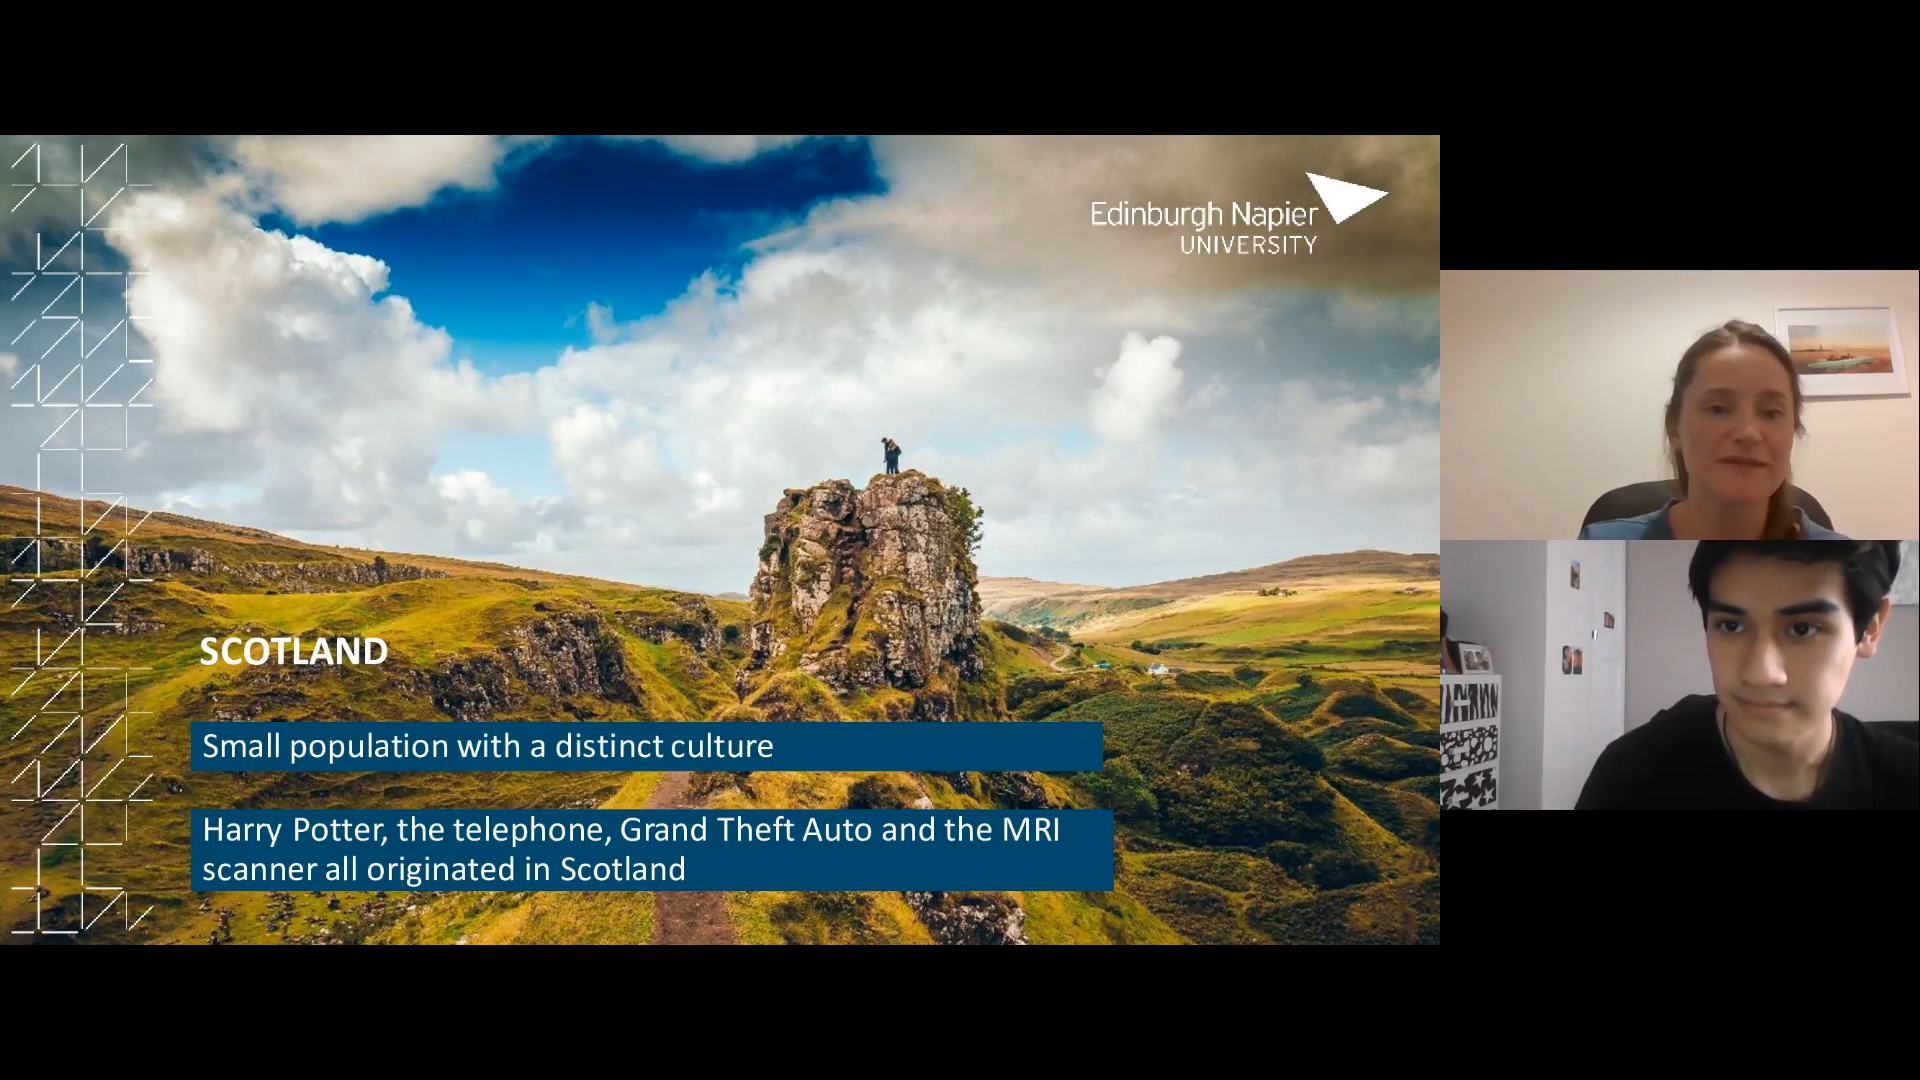 Edinburgh Napier
UNIVERSITY
SCOTLAND
Small population with a distinct culture
Harry Potter, the telephone, Grand Theft Auto and the MRI
scanner all originated in Scotland